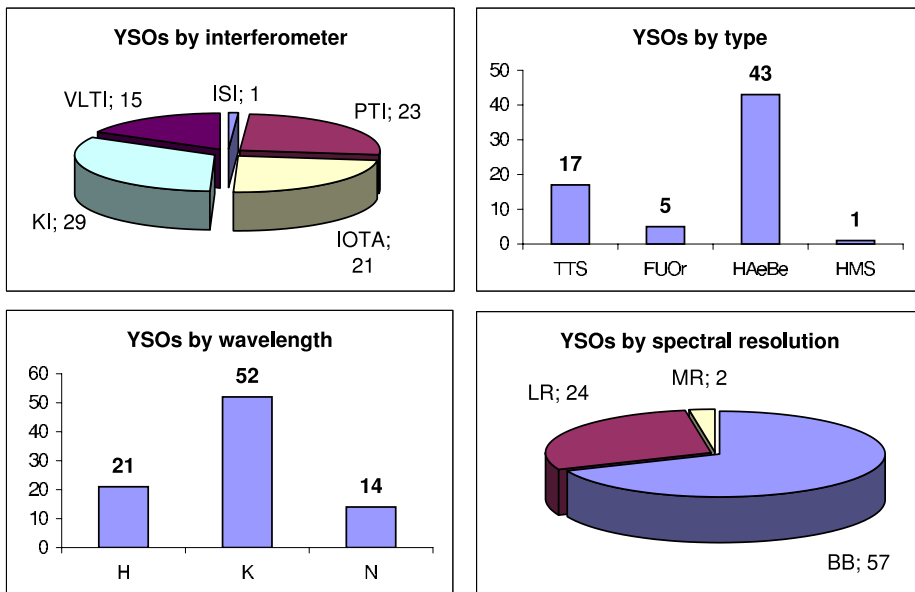 YSOs by interferometer
VLTI; 15
ISI; 1
PTI; 23
KI; 29
IOTA;
21
YSOs by type
50
40
30
20
10
0
17
5
43
1
TTS
FUOr
HAeBe
HMS
YSOs by wavelength
60
50
40
30
20
10
0
21
52
14
H
K
N
YSOs by spectral resolution
LR; 24
MR; 2
BB; 57